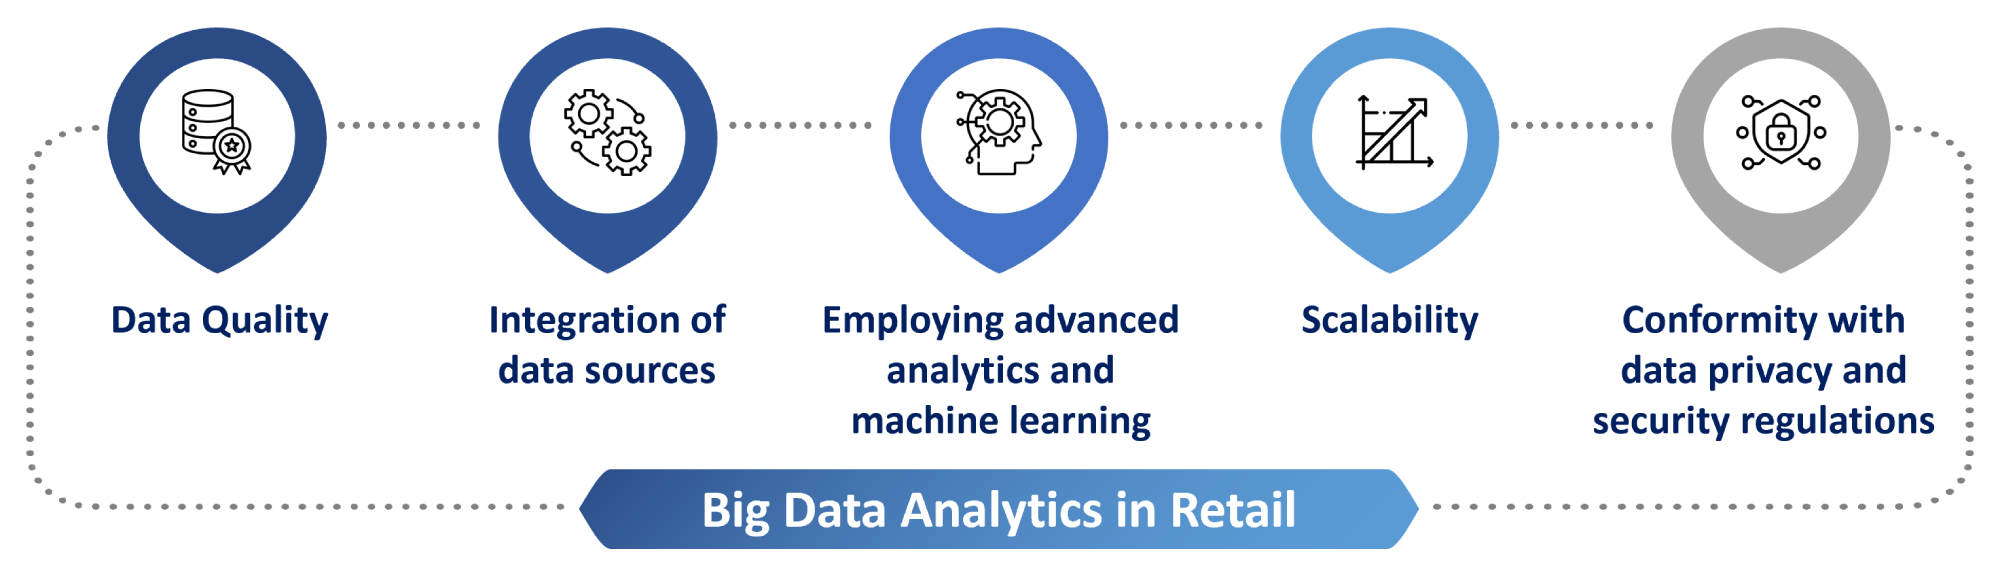 Data Quality
Integration of
data sources
Employing advanced
analytics and
machine learning
Scalability
Conformity with
data privacy and
security regulations
Big Data Analytics in Retail